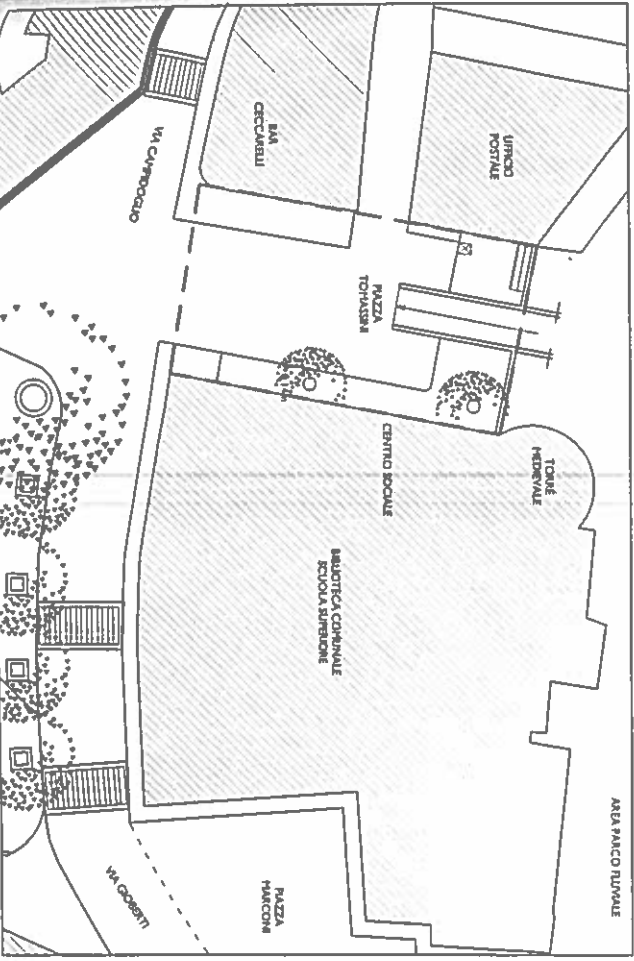 AREA PARCO FLUVIALE
UFFICIO
POSTALE
TORRE
MEDIEVALE
PIAZZA
TOMASSINI
BAR
CECCARELLI
CENTRO SOCIALE
BIBLIOTECA COMUNALE
SCUOLA SUPERIORE
VIA CAMPIDOGLIO
PIAZZA
MARCONI
VIA GIOBERTI